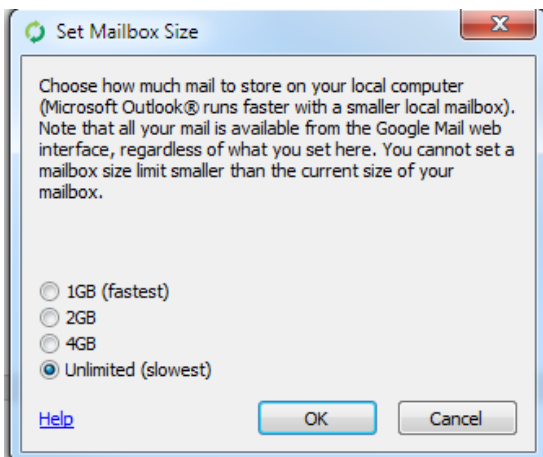 Set Mailbox Size
Choose how much mail to store on your local computer
(Microsoft Outlook® runs faster with a smaller local mailbox).
Note that all your mail is available from the Google Mail web
interface, regardless of what you set here. You cannot set a
mailbox size limit smaller than the current size of your
mailbox.
1GB (fastest)
2GB
4GB
Unlimited (slowest)
Help OK Cancel